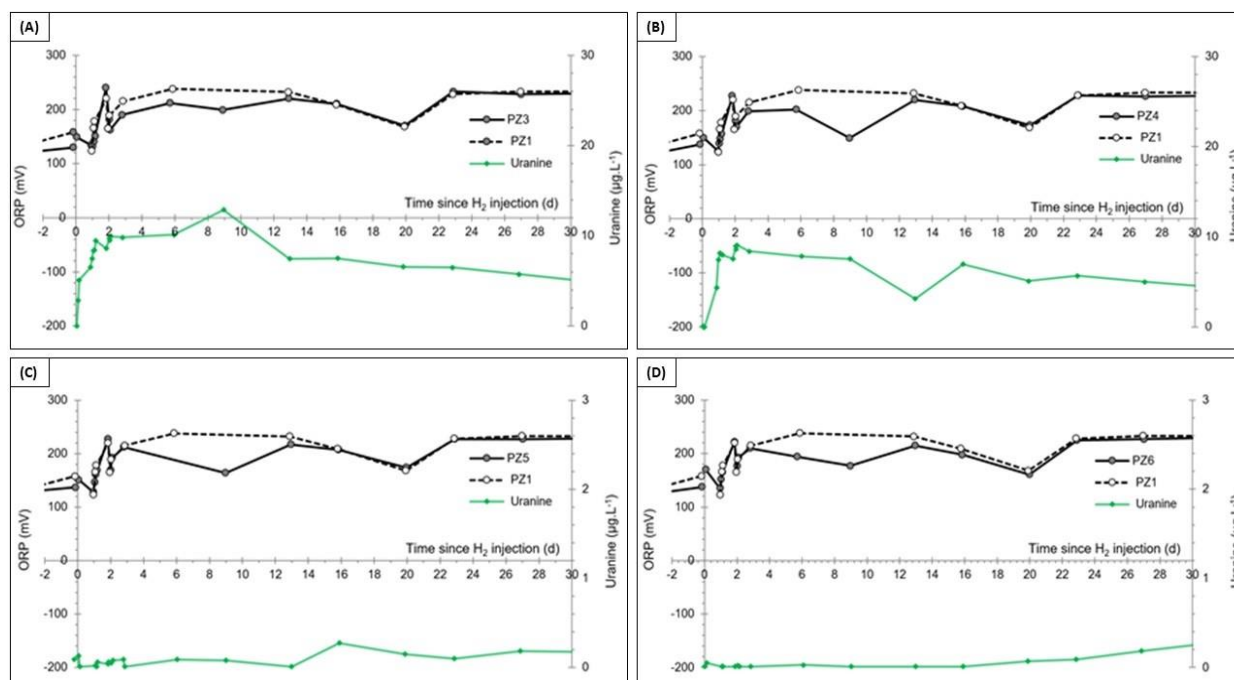 (A)
300
200
100
0
-100
-200
ORP (mV)
30
20
10
0
Uranine (µg.L-1)
PZ3
PZ1
Uranine
Time since H2 injection (d)
-2 0 2 4 6 8 10 12 14 16 18 20 22 24 26 28 30
(B)
300
200
100
0
-100
-200
ORP (mV)
30
20
10
0
Uranine (µg.L-1)
PZ4
PZ1
Uranine
Time since H2 injection (d)
-2 0 2 4 6 8 10 12 14 16 18 20 22 24 26 28 30
(C)
300
200
100
0
-100
-200
ORP (mV)
3
2
1
0
Uranine (µg.L-1)
PZ5
PZ1
Uranine
Time since H2 injection (d)
-2 0 2 4 6 8 10 12 14 16 18 20 22 24 26 28 30
(D)
300
200
100
0
-100
-200
ORP (mV)
3
2
1
0
PZ6
PZ1
Uranine
Time since H2 injection (d)
-2 0 2 4 6 8 10 12 14 16 18 20 22 24 26 28 30